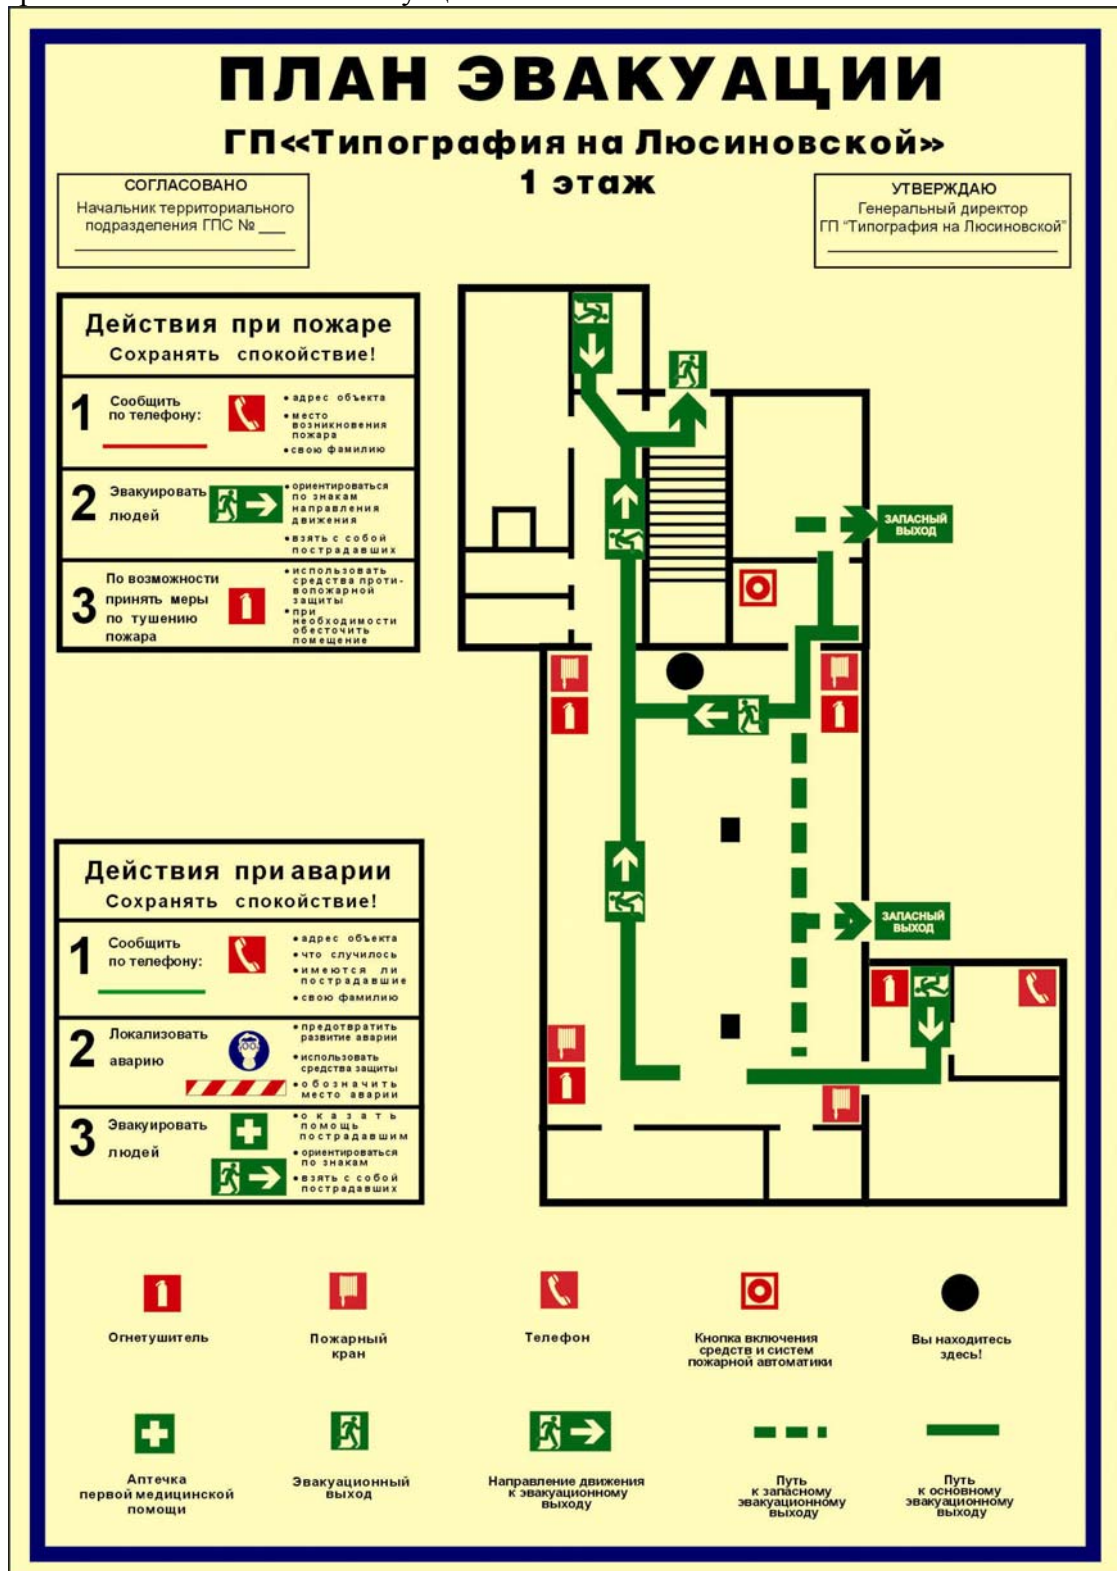 ПЛАН ЭВАКУАЦИИ
ГП«Типография на Люсиновской»
1 этаж
СОГЛАСОВАНО
Начальник территориального
подразделения ГПС № ___
УТВЕРЖДАЮ
Генеральный директор
ГП "Типография на Люсиновской"
Действия при пожаре
Сохранять спокойствие!
1 Сообщить
по телефону:
• адрес объекта
• место
возникновения
пожара
• свою фамилию
2 Эвакуировать
людей
• ориентироваться
по знакам
направления
движения
• взять с собой
пострадавших
3 По возможности
принять меры
по тушению
пожара
• использовать
средства проти-
вопожарной
защиты
• при
необходимости
обесточить
помещение
ЗАПАСНЫЙ
ВЫХОД
ЗАПАСНЫЙ
ВЫХОД
Действия при аварии
Сохранять спокойствие!
1 Сообщить
по телефону:
• адрес объекта
• что случилось
• имеются ли
пострадавшие
• свою фамилию
2 Локализовать
аварию
• предотвратить
развитие аварии
• использовать
средства защиты
• обозначить
место аварии
3 Эвакуировать
людей
• оказать
помощь
пострадавшим
• ориентироваться
по знакам
• взять с собой
пострадавших
Огнетушитель
Пожарный
кран
Телефон
Кнопка включения
средств и систем
пожарной автоматики
Вы находитесь
здесь!
Аптечка
первой медицинской
помощи
Эвакуационный
выход
Направление движения
к эвакуационному
выходу
Путь
к запасному
эвакуационному
выходу
Путь
к основному
эвакуационному
выходу